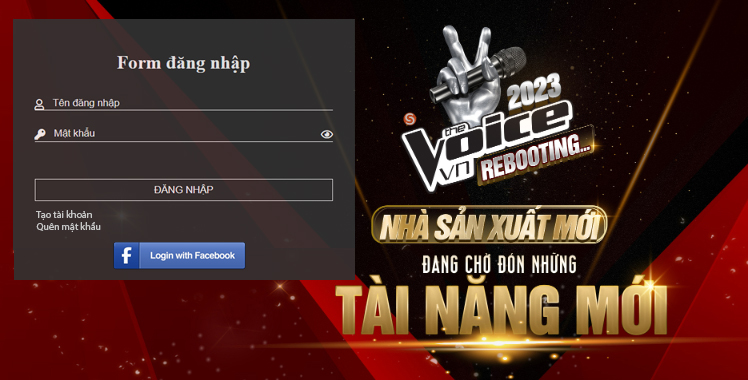 Form đăng nhập
Tên đăng nhập
Mật khẩu
ĐĂNG NHẬP
Tạo tài khoản
Quên mật khẩu
f Login with Facebook
2023
S
the
Voice
VN
REBOOTING...
NHÀ SẢN XUẤT MỚI
ĐANG CHỜ ĐÓN NHỮNG
TÀI NĂNG MỚI